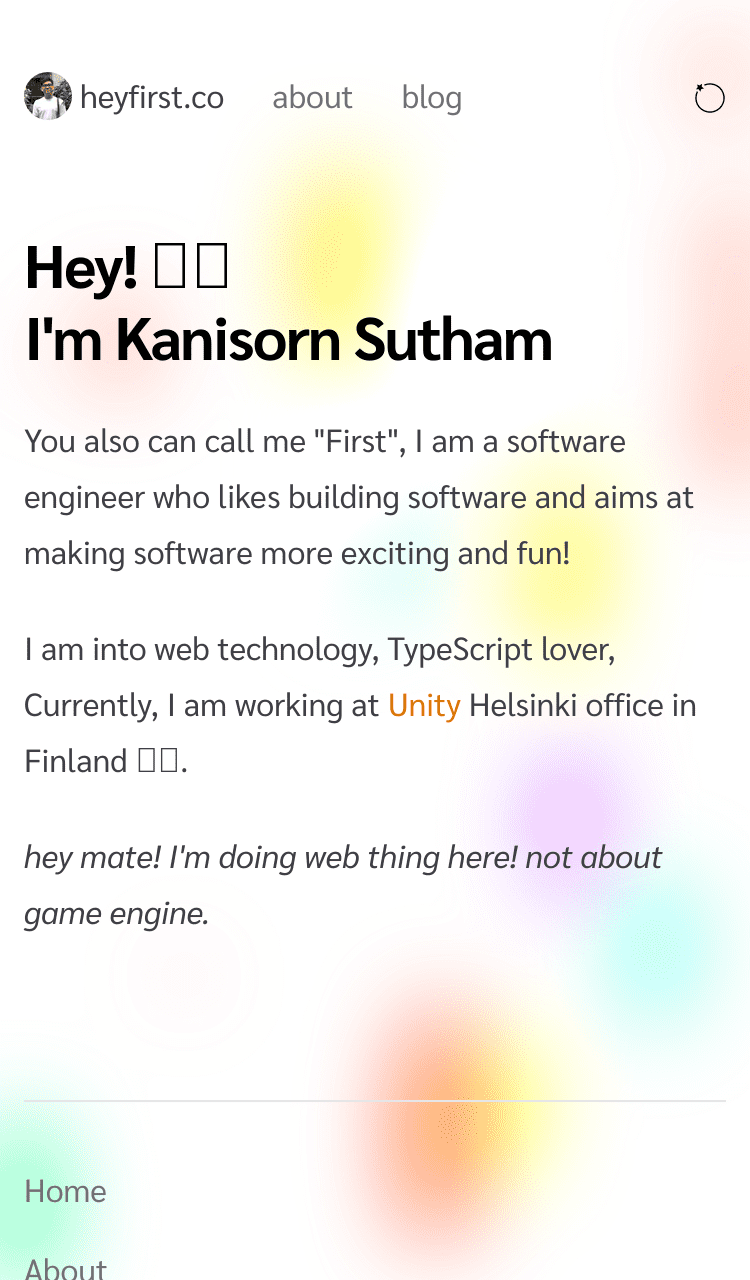 heyfirst.co about blog
Hey! 
I'm Kanisorn Sutham
You also can call me "First", I am a software
engineer who likes building software and aims at
making software more exciting and fun!
I am into web technology, TypeScript lover,
Currently, I am working at Unity Helsinki office in
Finland .
hey mate! I'm doing web thing here! not about
game engine.
Home
About